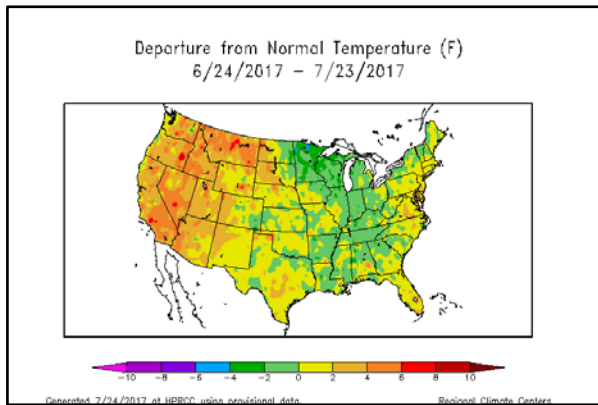 Departure from Normal Temperature (F)
6/24/2017 – 7/23/2017
-10 -8 -6 -4 -2 0 2 4 6 8 10
Generated 7/24/2017 at HPRCC using provisional data. Regional Climate Centers